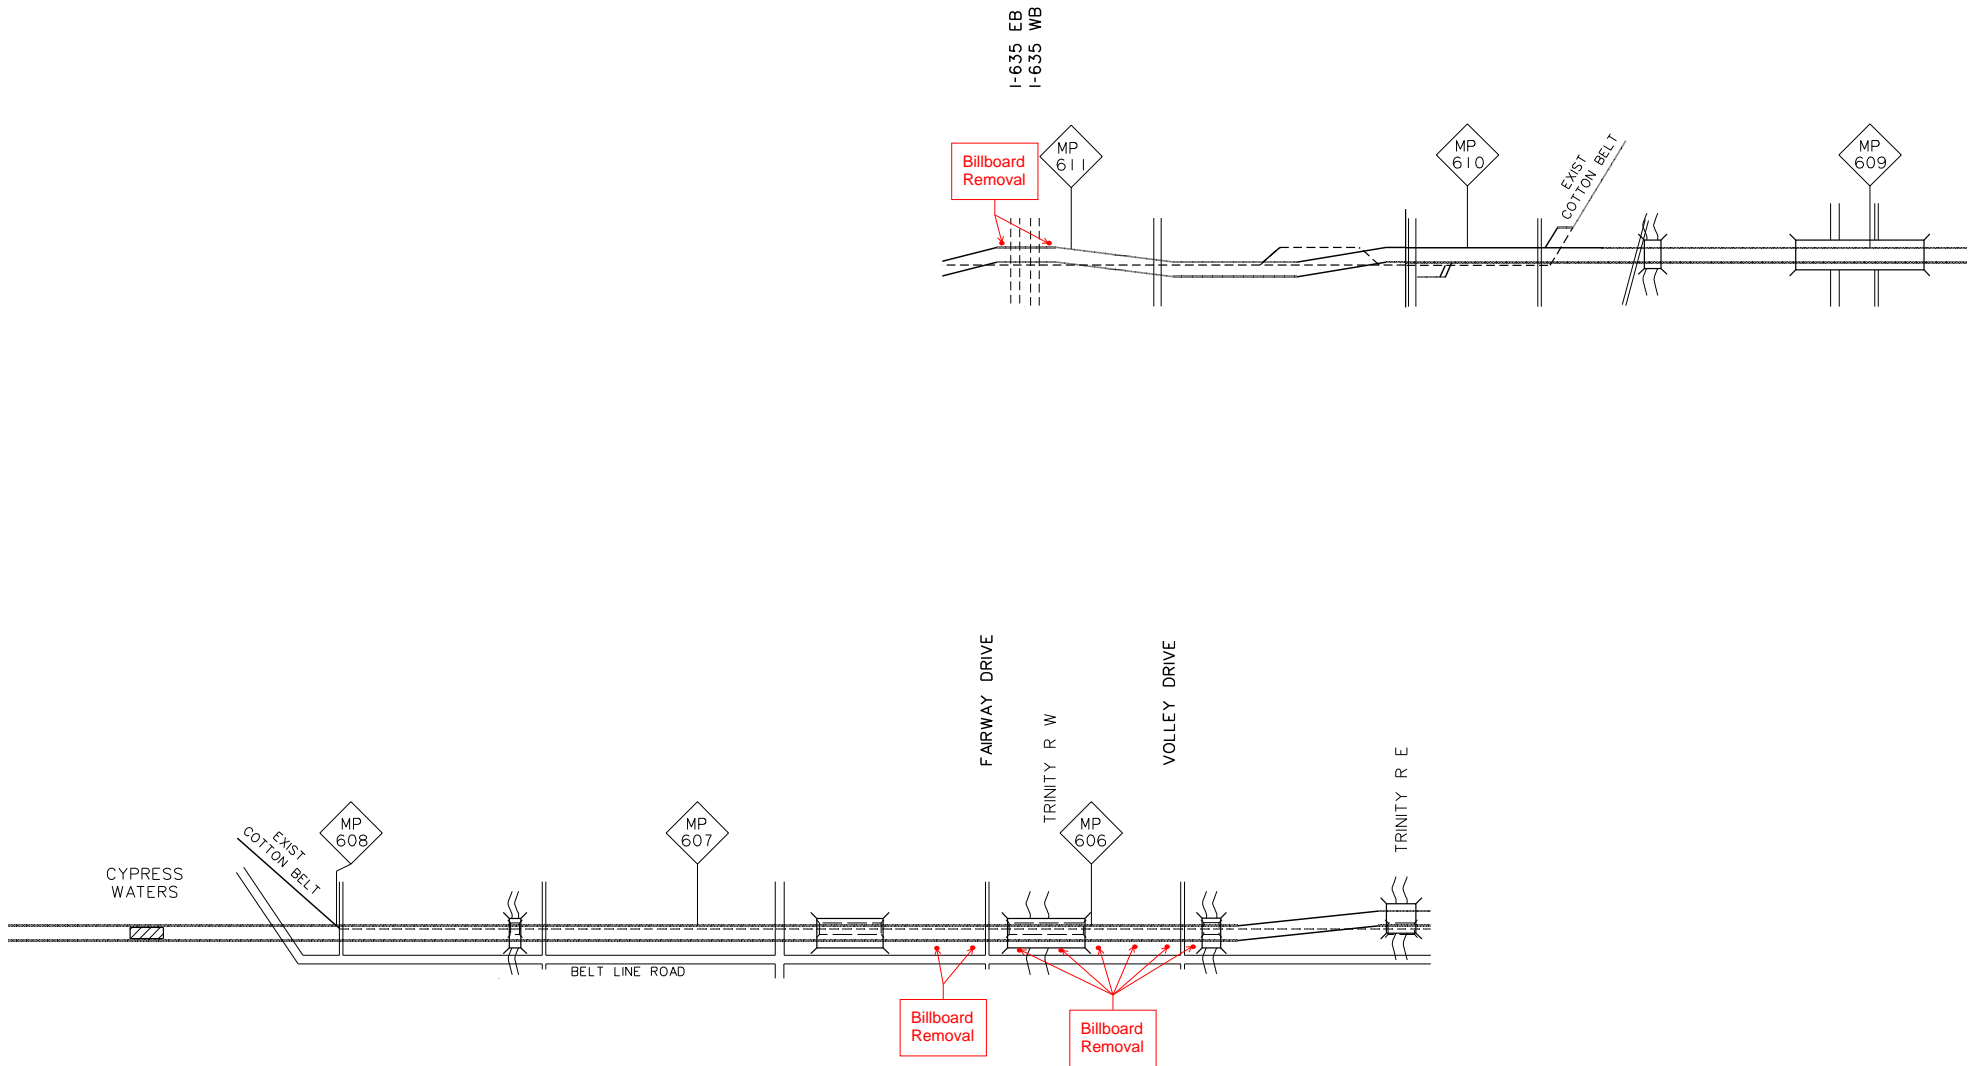 I-635 EB
I-635 WB
Billboard
Removal
MP
611
MP
610
EXIST
COTTON BELT
MP
609
FAIRWAY DRIVE
TRINITY R W
VOLLEY DRIVE
TRINITY R E
CYPRESS
WATERS
EXIST
COTTON BELT
MP
608
MP
607
MP
606
BELT LINE ROAD
Billboard
Removal
Billboard
Removal